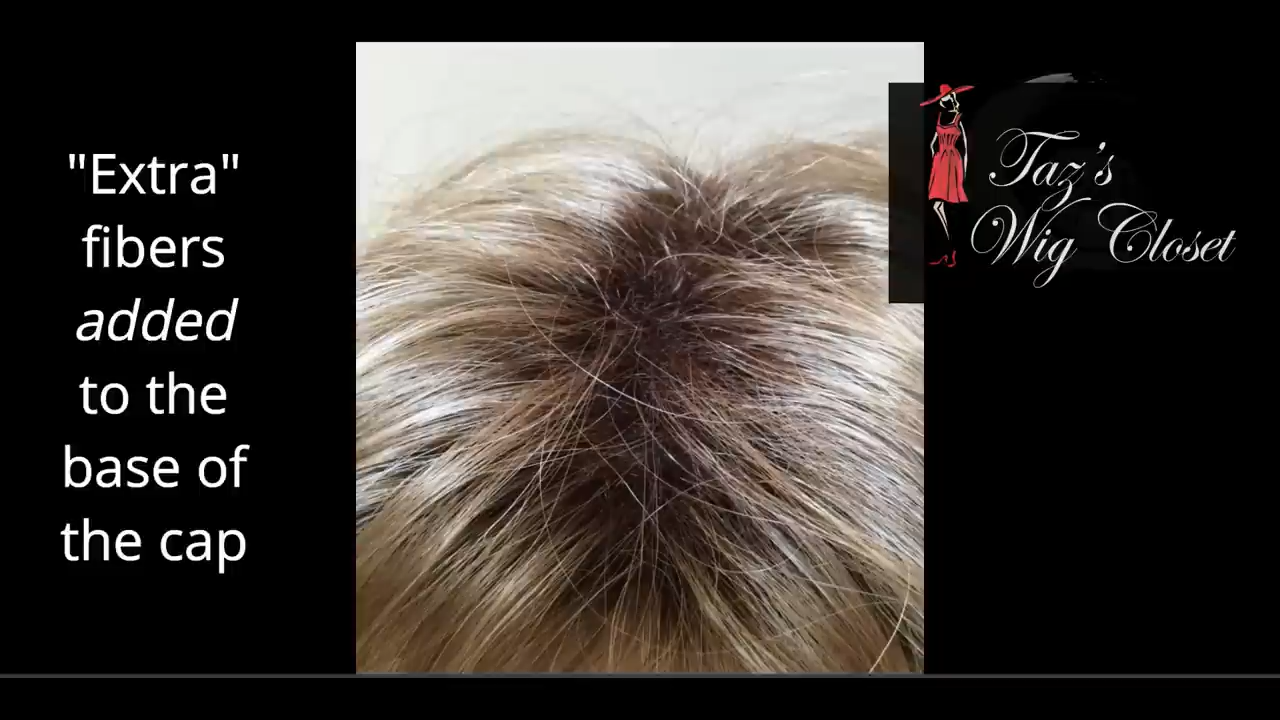 "Extra"
fibers
added
to the
base of
the cap
Taz's
Wig Closet